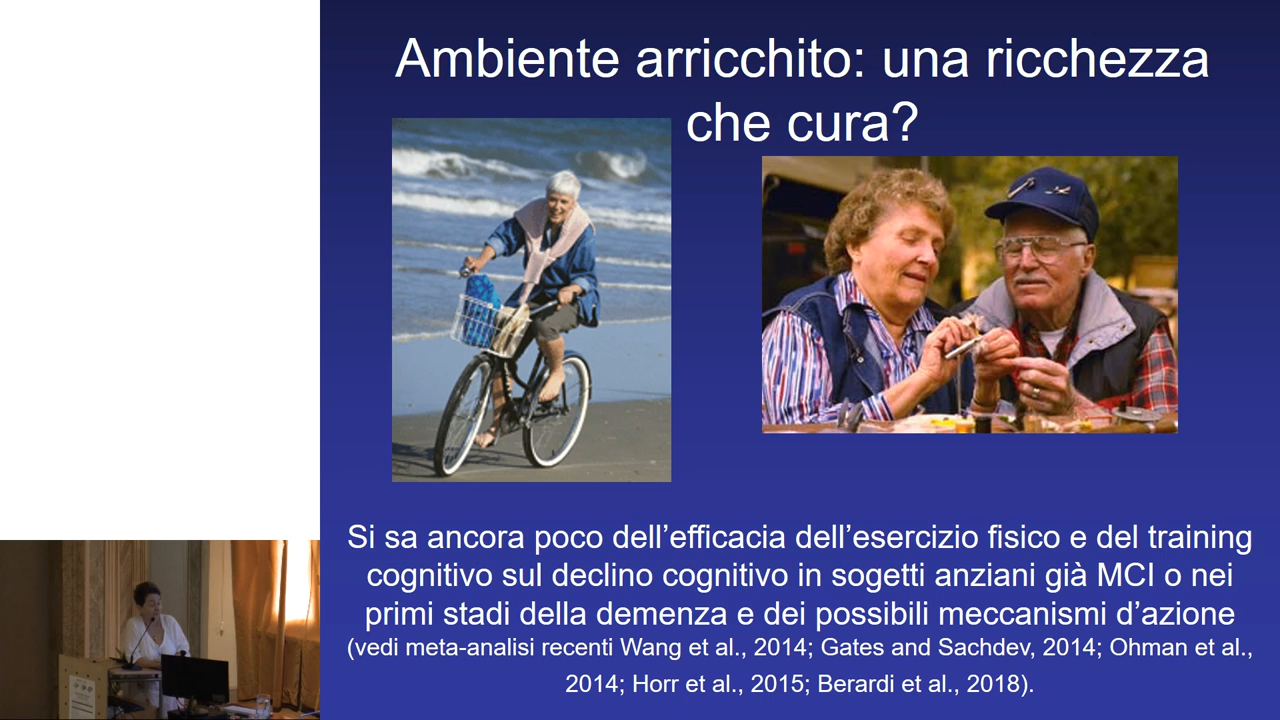 Ambiente arricchito: una ricchezza
che cura?
Si sa ancora poco dell’efficacia dell’esercizio fisico e del training
cognitivo sul declino cognitivo in sogetti anziani già MCI o nei
primi stadi della demenza e dei possibili meccanismi d’azione
(vedi meta-analisi recenti Wang et al., 2014; Gates and Sachdev, 2014; Ohman et al.,
2014; Horr et al., 2015; Berardi et al., 2018).